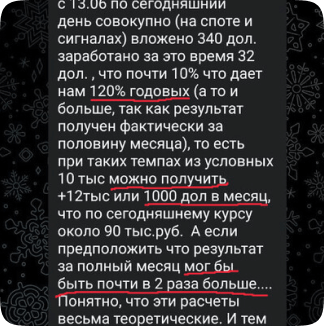 с 13.06 по сегодняшний
день совокупно (на споте и
сигналах) вложено 340 дол.
заработано за это время 32
дол. , что почти 10% что дает
нам 120% годовых (а то и
больше, так как результат
получен фактически за
половину месяца), то есть
при таких темпах из условных
10 тыс можно получить
+12тыс или 1000 дол в месяц,
что по сегодняшнему курсу
около 90 тыс.руб. А если
предположить что результат
за полный месяц мог бы
быть почти в 2 раза больше....
Понятно, что эти расчеты
весьма теоретические. И тем